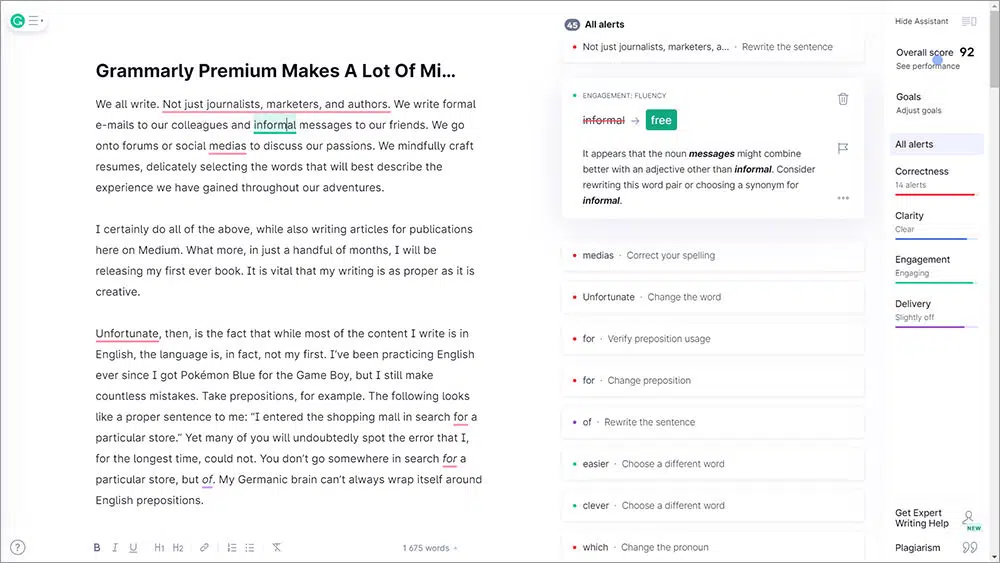 Grammarly Premium Makes A Lot Of Mi...
We all write. Not just journalists, marketers, and authors. We write formal
e-mails to our colleagues and informal messages to our friends. We go
onto forums or social medias to discuss our passions. We mindfully craft
resumes, delicately selecting the words that will best describe the
experience we have gained throughout our adventures.
I certainly do all of the above, while also writing articles for publications
here on Medium. What more, in just a handful of months, I will be
releasing my first ever book. It is vital that my writing is as proper as it is
creative.
Unfortunate, then, is the fact that while most of the content I write is in
English, the language is, in fact, not my first. I've been practicing English
ever since I got Pokémon Blue for the Game Boy, but I still make
countless mistakes. Take prepositions, for example. The following looks
like a proper sentence to me: "I entered the shopping mall in search for a
particular store." Yet many of you will undoubtedly spot the error that I,
for the longest time, could not. You don't go somewhere in search for a
particular store, but of. My Germanic brain can't always wrap itself around
English prepositions.
B I U H1 H2
1 675 words
45 All alerts
Not just journalists, marketers, a... · Rewrite the sentence
ENGAGEMENT: FLUENCY
informal → free
It appears that the noun messages might combine
better with an adjective other than informal. Consider
rewriting this word pair or choosing a synonym for
informal.
medias · Correct your spelling
Unfortunate · Change the word
for · Verify preposition usage
for · Change preposition
of · Rewrite the sentence
easier · Choose a different word
clever · Choose a different word
which · Change the pronoun
Hide Assistant
Overall score 92
See performance
Goals
Adjust goals
All alerts
Correctness
14 alerts
Clarity
Clear
Engagement
Engaging
Delivery
Slightly off
Get Expert
Writing Help
NEW
Plagiarism